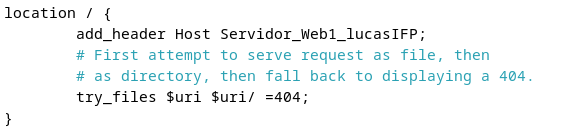 location / {
        add_header Host Servidor_Web1_lucasIFP;
        # First attempt to serve request as file, then
        # as directory, then fall back to displaying a 404.
        try_files $uri $uri/ =404;
}